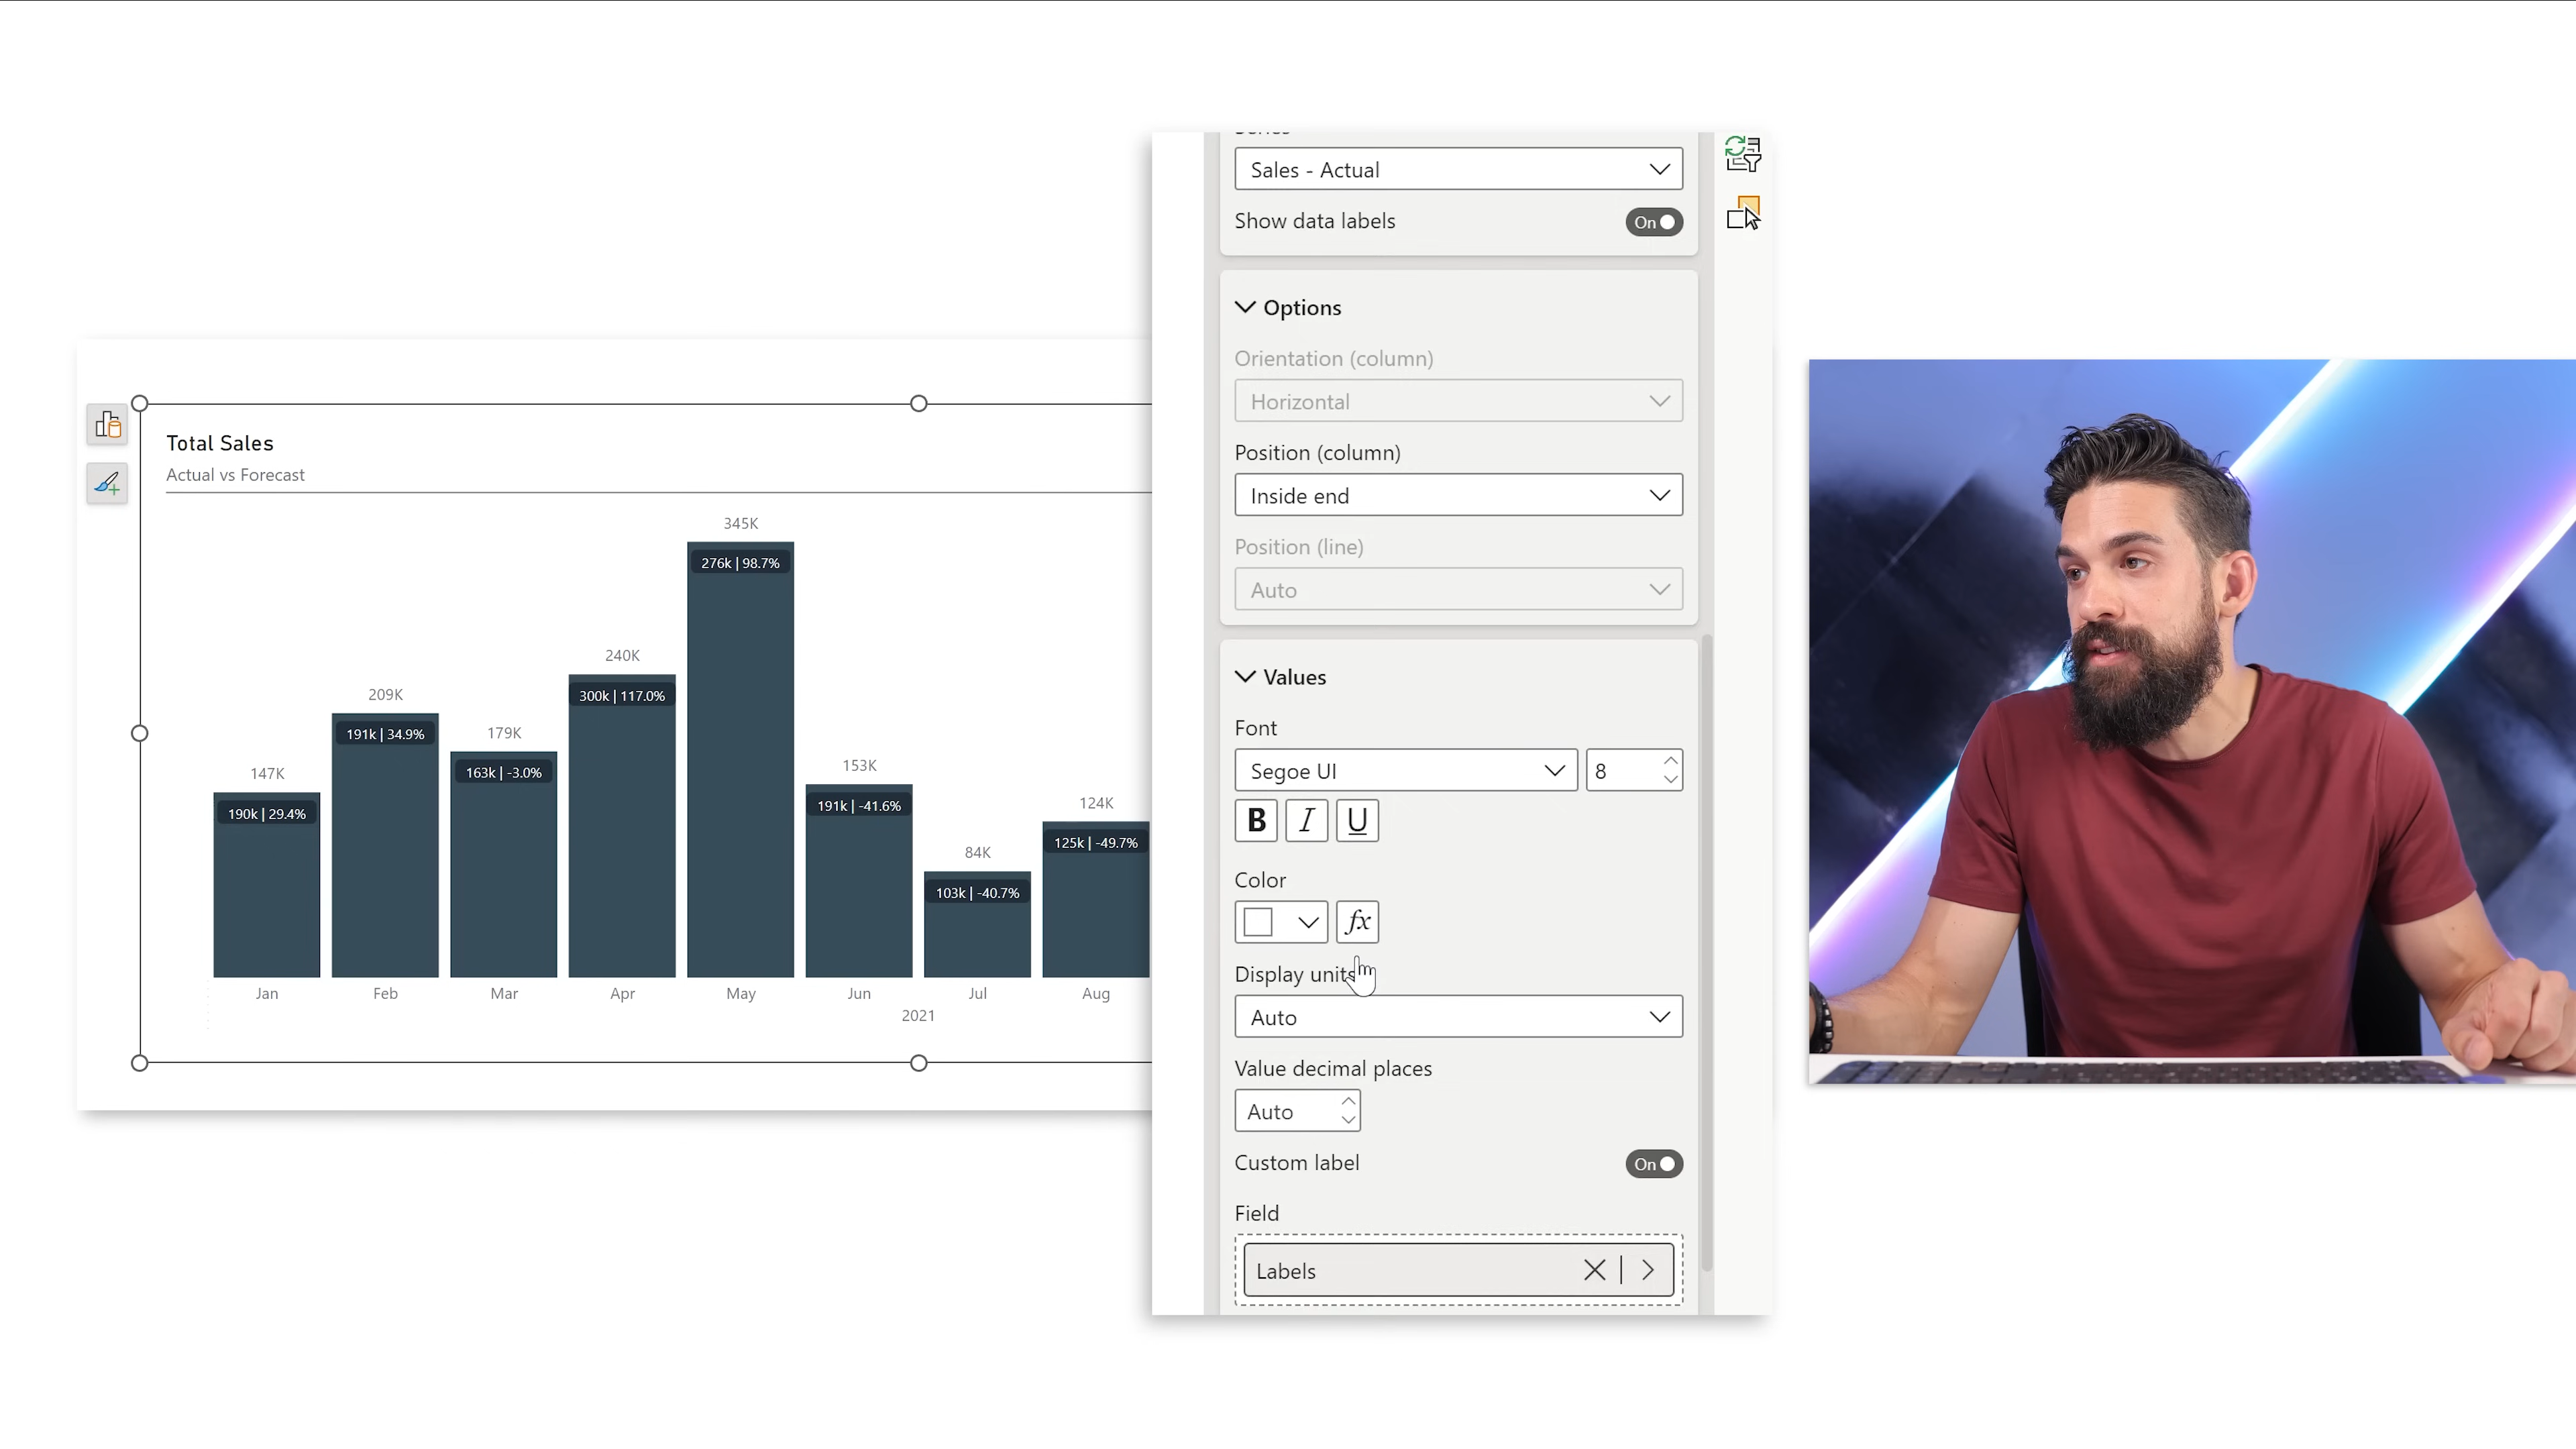 Total Sales
Actual vs Forecast
345K
276k | 98.7%
240K
300k | 117.0%
209K
191k | 34.9%
179K
163k | -3.0%
153K
191k | -41.6%
147K
190k | 29.4%
124K
125k | -49.7%
84K
103k | -40.7%
Jan Feb Mar Apr May Jun Jul Aug
2021
Sales - Actual
Show data labels On
Options
Orientation (column)
Horizontal
Position (column)
Inside end
Position (line)
Auto
Values
Font
Segoe UI 8
B I U
Color
fx
Display units
Auto
Value decimal places
Auto
Custom label On
Field
Labels